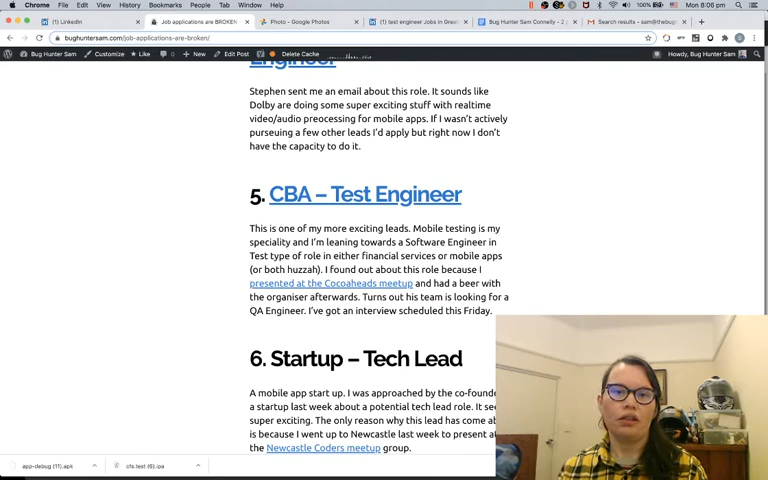 Chrome File Edit View History Bookmarks People Tab Window Help 100% Mon 8:06 pm
(1) LinkedIn
Job applications are BROKEN
Photo - Google Photos
(1) test engineer Jobs in Great
Bug Hunter Sam Connelly - 2
Search results - sam@thebug
bughuntersam.com/job-applications-are-broken/
Bug Hunter Sam Customize Like 0 New Edit Post Delete Cache Howdy, Bug Hunter Sam
Engineer
Stephen sent me an email about this role. It sounds like
Dolby are doing some super exciting stuff with realtime
video/audio preocessing for mobile apps. If I wasn't actively
purseuing a few other leads I'd apply but right now I don't
have the capacity to do it.
5. CBA – Test Engineer
This is one of my more exciting leads. Mobile testing is my
speciality and I'm leaning towards a Software Engineer in
Test type of role in either financial services or mobile apps
(or both huzzah). I found out about this role because I
presented at the Cocoaheads meetup and had a beer with
the organiser afterwards. Turns out his team is looking for a
QA Engineer. I've got an interview scheduled this Friday.
6. Startup – Tech Lead
A mobile app start up. I was approached by the co-founde
a startup last week about a potential tech lead role. It see
super exciting. The only reason why this lead has come ab
is because I went up to Newcastle last week to present at
the Newcastle Coders meetup group.
app-debug (11).apk
cfs.test (6).ipa